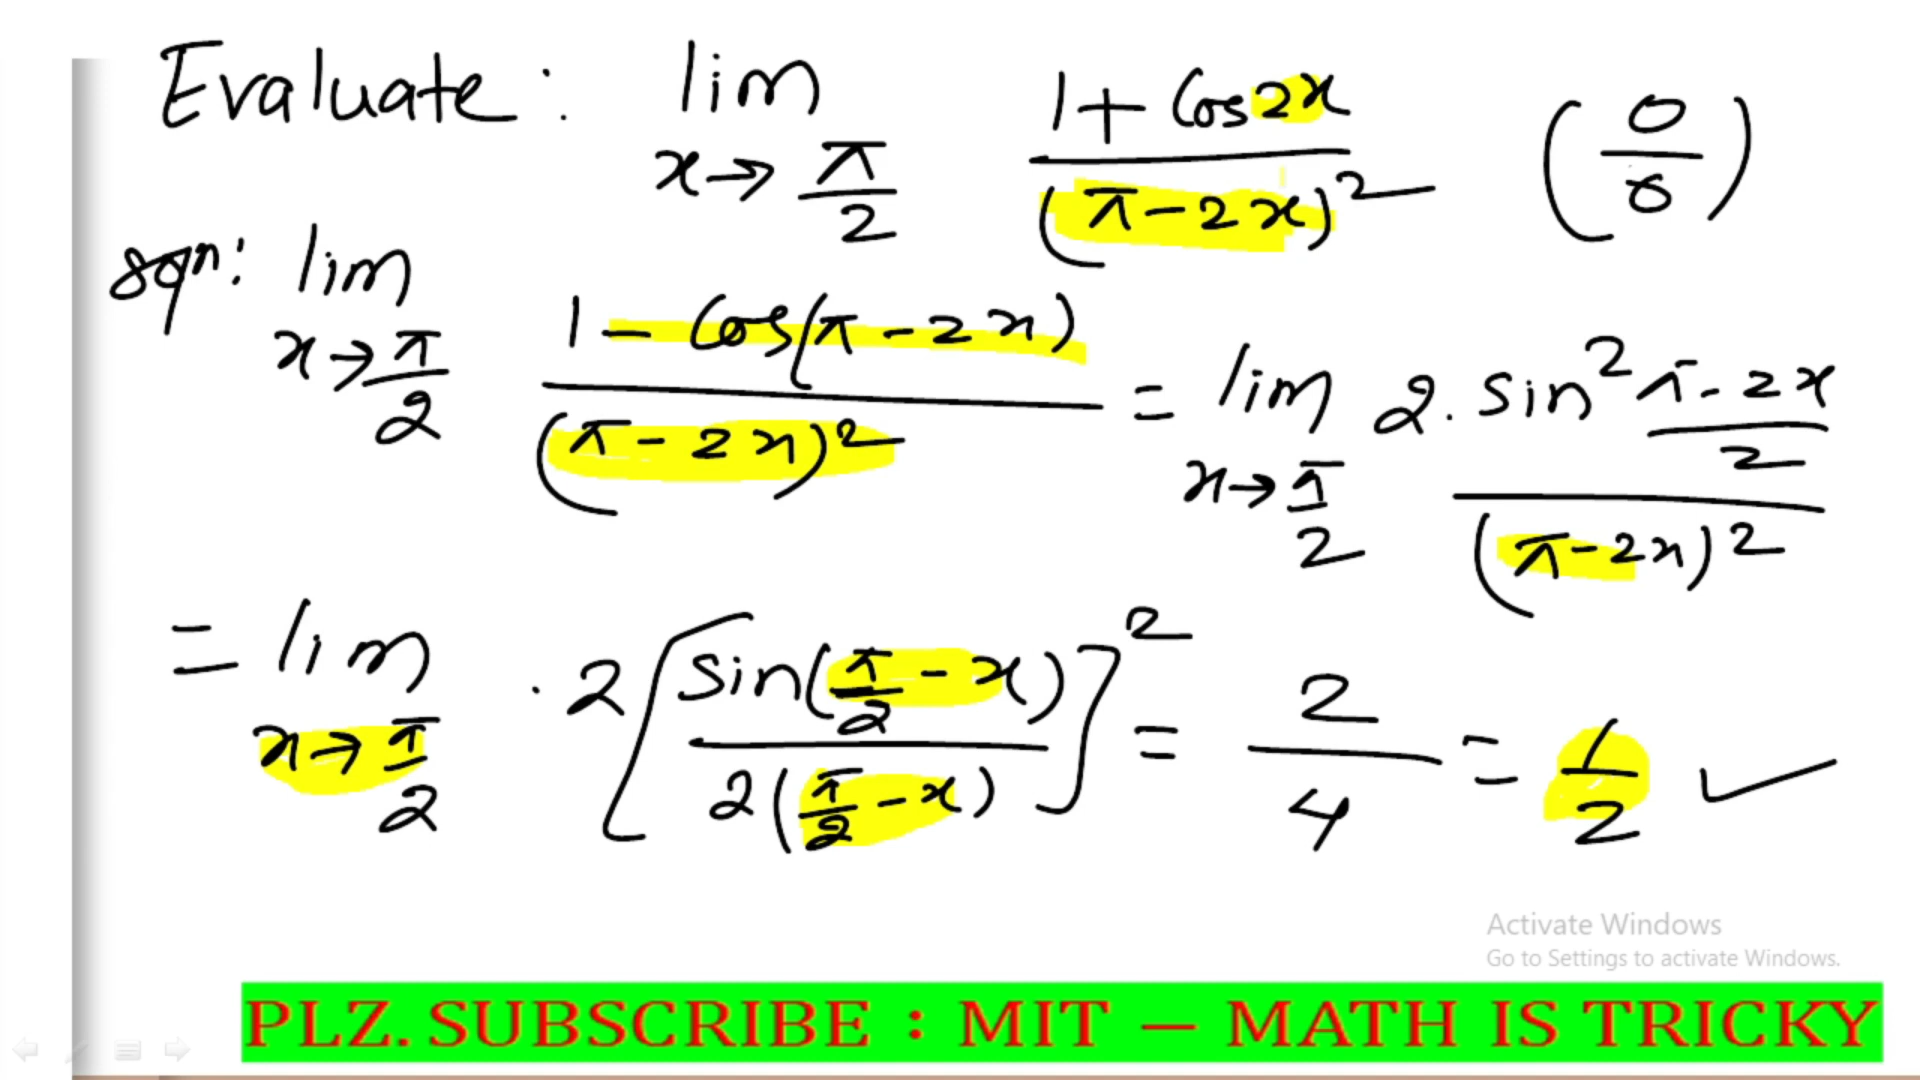 Evaluate: lim x→π/2 (1 + Cos2x)/(π-2x)² (0/0)
Sol^n: lim x→π/2 (1 - Cos(π-2x))/(π-2x)² = lim x→π/2 (2.sin² (π-2x)/2)/(π-2x)²
= lim x→π/2 .2[sin(π/2-x)/2(π/2-x)]² = 2/4 = 1/2 ✓
Activate Windows
Go to Settings to activate Windows.
PLZ. SUBSCRIBE : MIT – MATH IS TRICKY